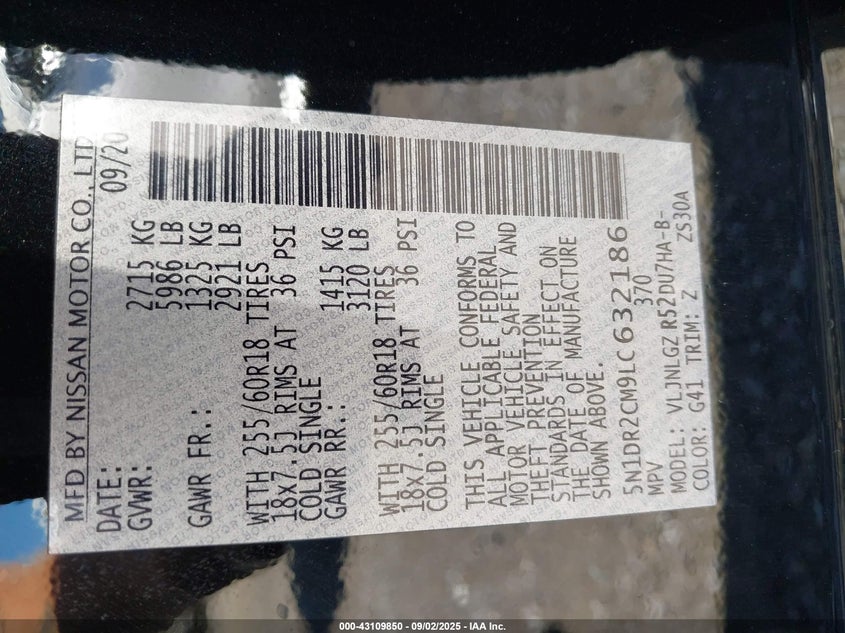 MFD BY NISSAN MOTOR CO., LTD
DATE: 09/20
GVWR: 2715 KG
5986 LB
GAWR FR.: 1325 KG
2921 LB
WITH 255/60R18 TIRES
18x7.5J RIMS AT 36 PSI
COLD SINGLE
GAWR RR.: 1415 KG
3120 LB
WITH 255/60R18 TIRES
18x7.5J RIMS AT 36 PSI
COLD SINGLE
THIS VEHICLE CONFORMS TO
ALL APPLICABLE FEDERAL
MOTOR VEHICLE SAFETY AND
THEFT PREVENTION
STANDARDS IN EFFECT ON
THE DATE OF MANUFACTURE
SHOWN ABOVE.
5N1DR2CM9LC632186
MPV 370
MODEL: VLJNLGZ R52DU7HA-B-
COLOR: G41 TRIM: Z ZS30A
000-43109850 - 09/02/2025 - IAA Inc.